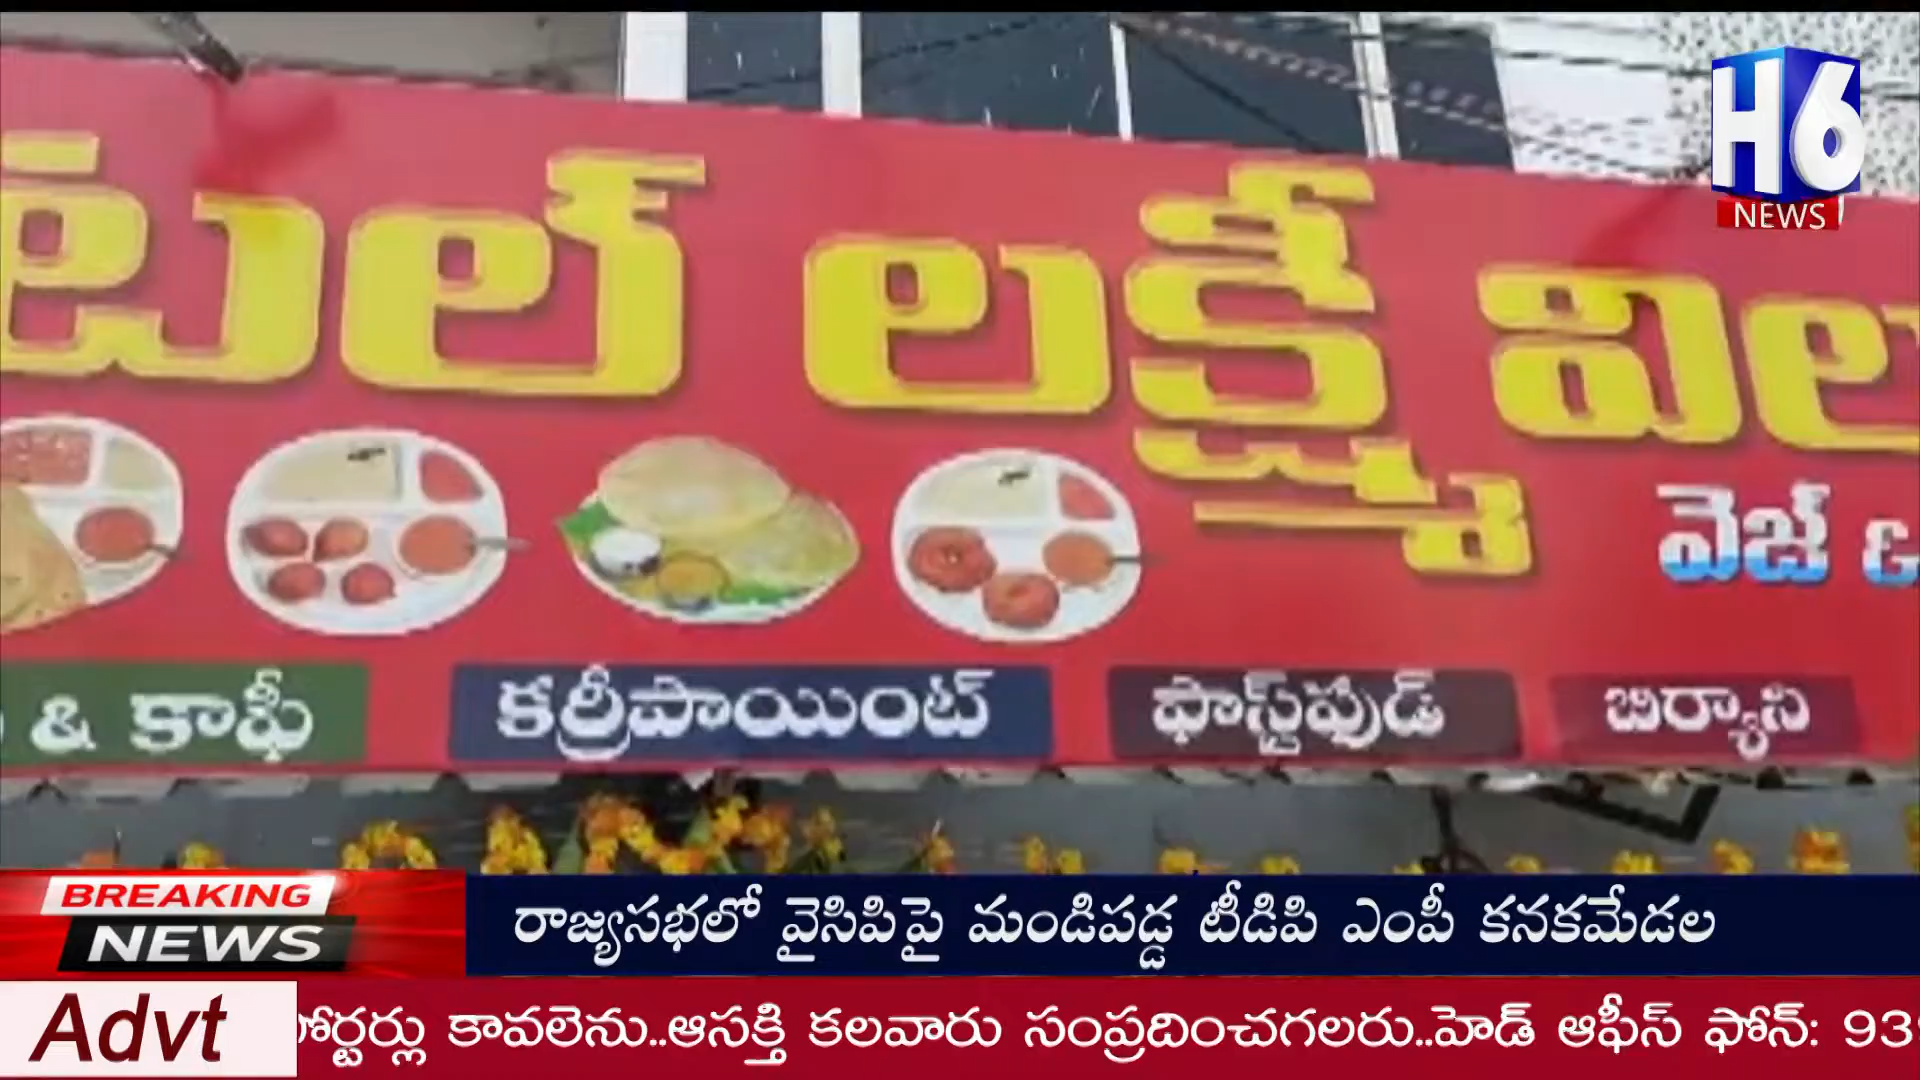 H6
NEWS
లక్ష్మీ
వెజ్ &
& కాఫీ
కర్రీపాయింట్
ఫాస్ట్‌ఫుడ్
బిర్యాని
BREAKING
NEWS
రాజ్యసభలో వైసిపిపై మండిపడ్డ టీడిపి ఎంపీ కనకమేడల
Advt
కావలెను..ఆసక్తి కలవారు సంప్రదించగలరు..హెడ్ ఆఫీస్ ఫోన్: